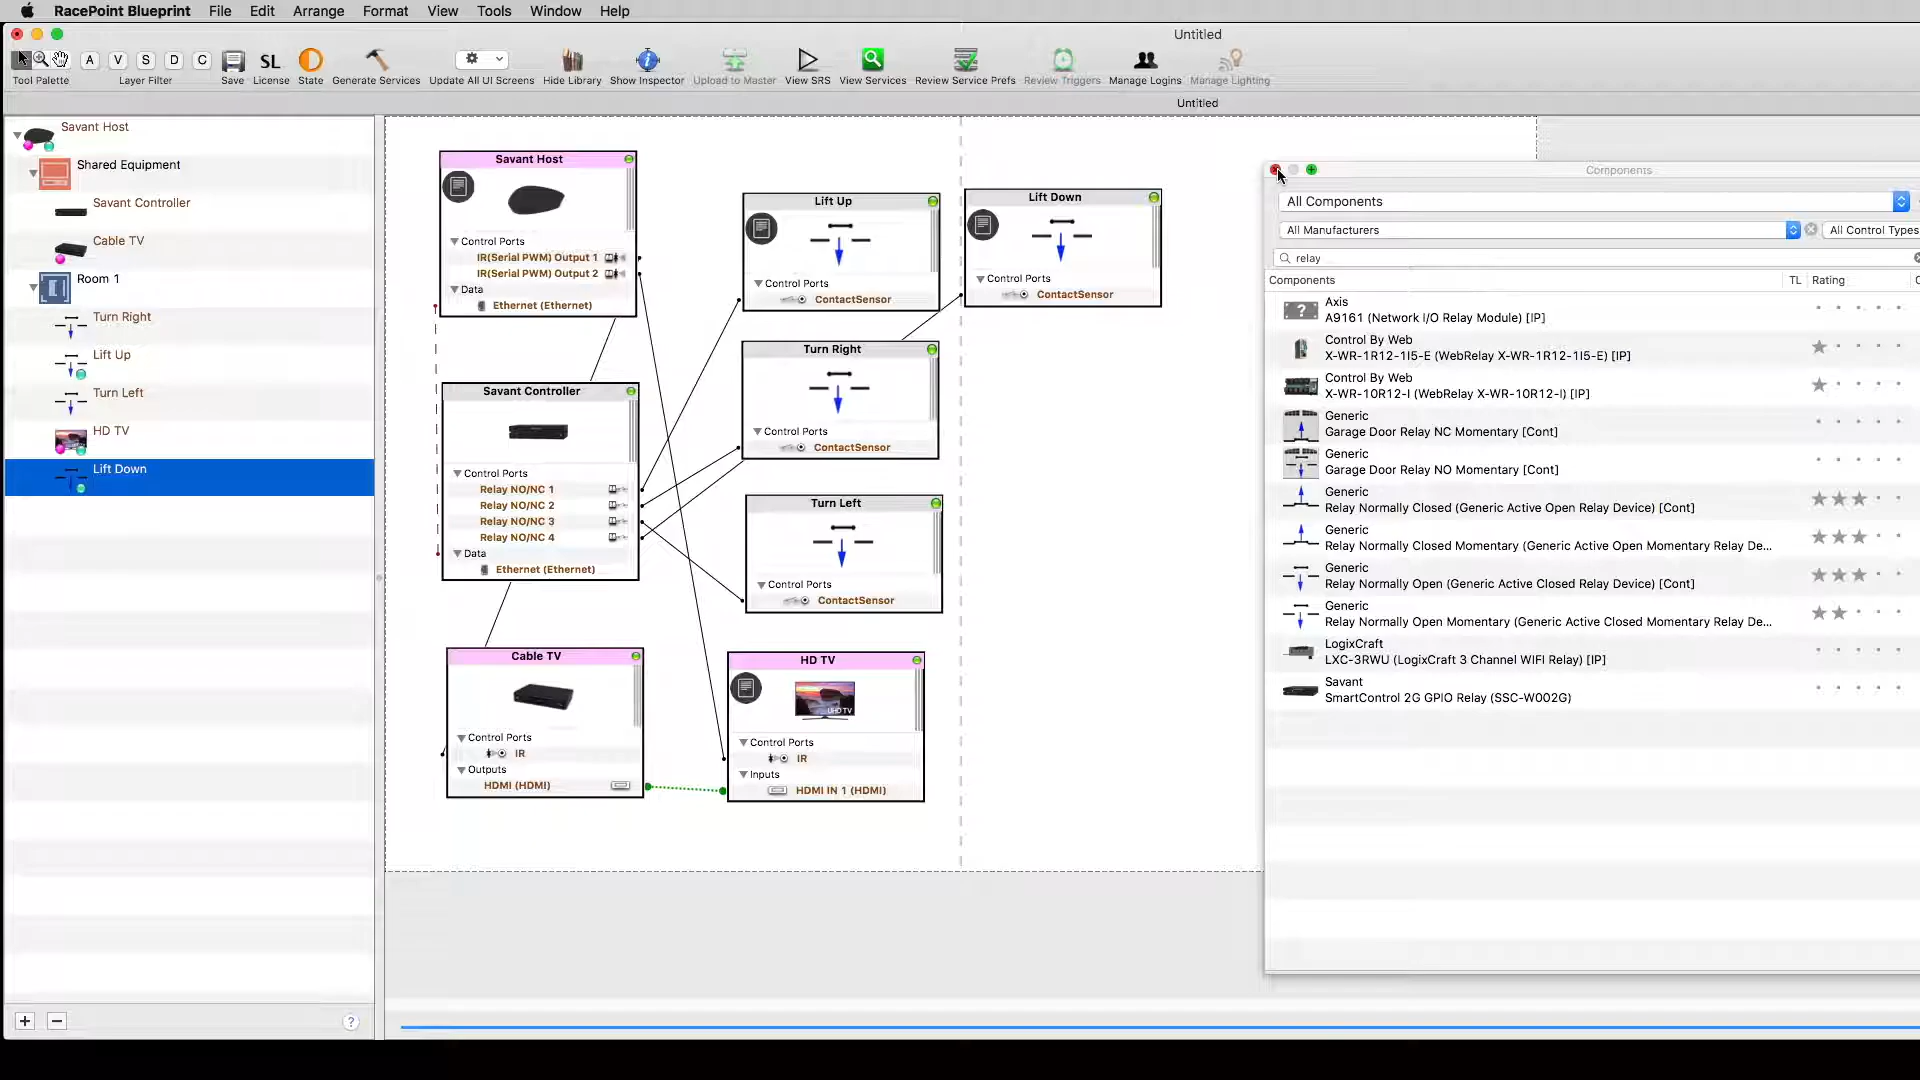 RacePoint Blueprint File Edit Arrange Format View Tools Window Help
Untitled
A V S D C SL
Tool Palette Layer Filter Save License State Generate Services Update All UI Screens Hide Library Show Inspector Upload to Master View SRS View Services Review Service Prefs Review Triggers Manage Logins Manage Lighting
Untitled
Savant Host
Shared Equipment
Savant Controller
Cable TV
Room 1
Turn Right
Lift Up
Turn Left
HD TV
Lift Down
Savant Host
Control Ports
IR(Serial PWM) Output 1
IR(Serial PWM) Output 2
Data
Ethernet (Ethernet)
Lift Up
Control Ports
ContactSensor
Lift Down
Control Ports
ContactSensor
Turn Right
Control Ports
ContactSensor
Savant Controller
Control Ports
Relay NO/NC 1
Relay NO/NC 2
Relay NO/NC 3
Relay NO/NC 4
Data
Ethernet (Ethernet)
Turn Left
Control Ports
ContactSensor
Cable TV
Control Ports
IR
Outputs
HDMI (HDMI)
HD TV
UHD TV
Control Ports
IR
Inputs
HDMI IN 1 (HDMI)
Components
All Components
All Manufacturers All Control Types
relay
Components TL Rating C
Axis
A9161 (Network I/O Relay Module) [IP]
Control By Web
X-WR-1R12-1I5-E (WebRelay X-WR-1R12-1I5-E) [IP]
Control By Web
X-WR-10R12-I (WebRelay X-WR-10R12-I) [IP]
Generic
Garage Door Relay NC Momentary [Cont]
Generic
Garage Door Relay NO Momentary [Cont]
Generic
Relay Normally Closed (Generic Active Open Relay Device) [Cont]
Generic
Relay Normally Closed Momentary (Generic Active Open Momentary Relay De...
Generic
Relay Normally Open (Generic Active Closed Relay Device) [Cont]
Generic
Relay Normally Open Momentary (Generic Active Closed Momentary Relay De...
LogixCraft
LXC-3RWU (LogixCraft 3 Channel WIFI Relay) [IP]
Savant
SmartControl 2G GPIO Relay (SSC-W002G)